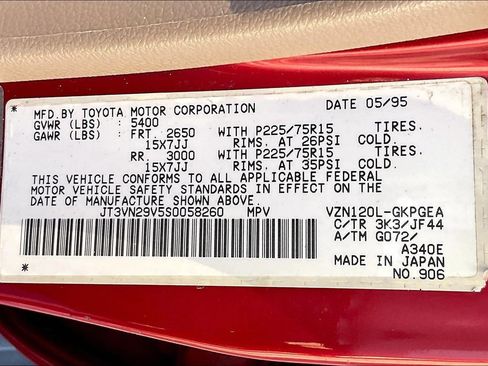 MFD.BY TOYOTA MOTOR CORPORATION DATE 05/95
GVWR (LBS) : 5400
GAWR (LBS) : FRT. 2650 WITH P225/75R15 TIRES.
15X7JJ RIMS. AT 26PSI COLD.
RR. 3000 WITH P225/75R15 TIRES.
15X7JJ RIMS. AT 35PSI COLD.
THIS VEHICLE CONFORMS TO ALL APPLICABLE FEDERAL
MOTOR VEHICLE SAFETY STANDARDS IN EFFECT ON THE
DATE OF MANUFACTURE SHOWN ABOVE.
JT3VN29V5S0058260 MPV VZN120L-GKPGEA
C/TR 3K3/JF44
A/TM G072/
A340E
MADE IN JAPAN
NO.906